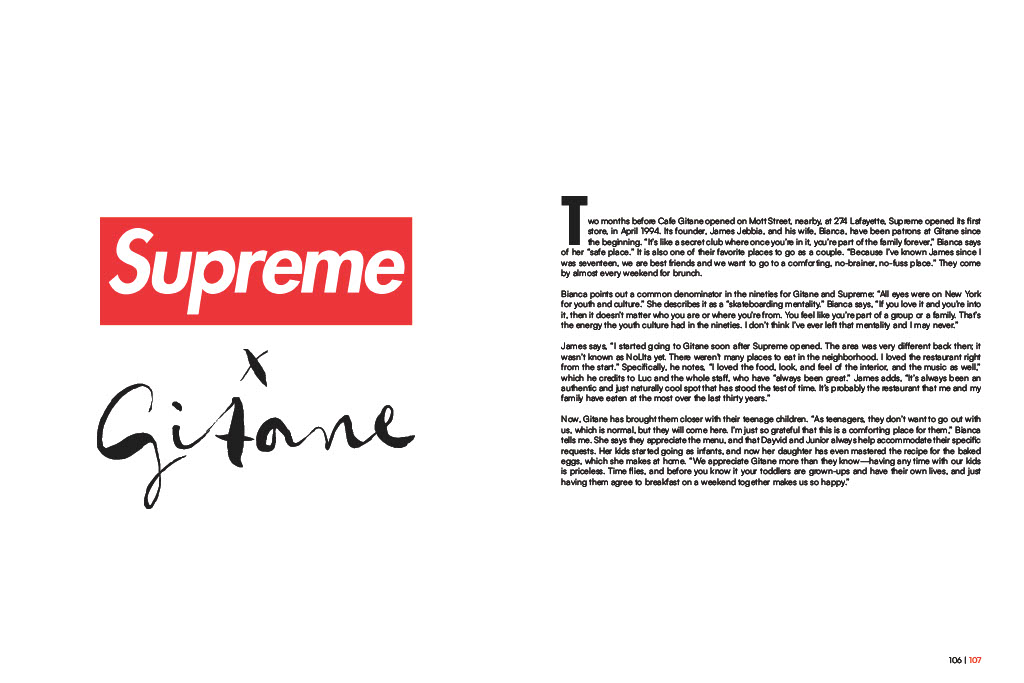 Supreme
x
Gitane
Two months before Cafe Gitane opened on Mott Street, nearby, at 274 Lafayette, Supreme opened its first
store, in April 1994. Its founder, James Jebbia, and his wife, Bianca, have been patrons at Gitane since
the beginning. “It’s like a secret club where once you’re in it, you’re part of the family forever,” Bianca says
of her “safe place.” It is also one of their favorite places to go as a couple. “Because I’ve known James since I
was seventeen, we are best friends and we want to go to a comforting, no-brainer, no-fuss place.” They come
by almost every weekend for brunch.
Bianca points out a common denominator in the nineties for Gitane and Supreme: “All eyes were on New York
for youth and culture.” She describes it as a “skateboarding mentality.” Bianca says, “If you love it and you’re into
it, then it doesn’t matter who you are or where you’re from. You feel like you’re part of a group or a family. That’s
the energy the youth culture had in the nineties. I don’t think I’ve ever left that mentality and I may never.”
James says, “I started going to Gitane soon after Supreme opened. The area was very different back then; it
wasn’t known as NoLIta yet. There weren’t many places to eat in the neighborhood. I loved the restaurant right
from the start.” Specifically, he notes, “I loved the food, look, and feel of the interior, and the music as well,”
which he credits to Luc and the whole staff, who have “always been great.” James adds, “It’s always been an
authentic and just naturally cool spot that has stood the test of time. It’s probably the restaurant that me and my
family have eaten at the most over the last thirty years.”
Now, Gitane has brought them closer with their teenage children. “As teenagers, they don’t want to go out with
us, which is normal, but they will come here. I’m just so grateful that this is a comforting place for them,” Bianca
tells me. She says they appreciate the menu, and that Dayvid and Junior always help accommodate their specific
requests. Her kids started going as infants, and now her daughter has even mastered the recipe for the baked
eggs, which she makes at home. “We appreciate Gitane more than they know—having any time with our kids
is priceless. Time flies, and before you know it your toddlers are grown-ups and have their own lives, and just
having them agree to breakfast on a weekend together makes us so happy.”
106 | 107